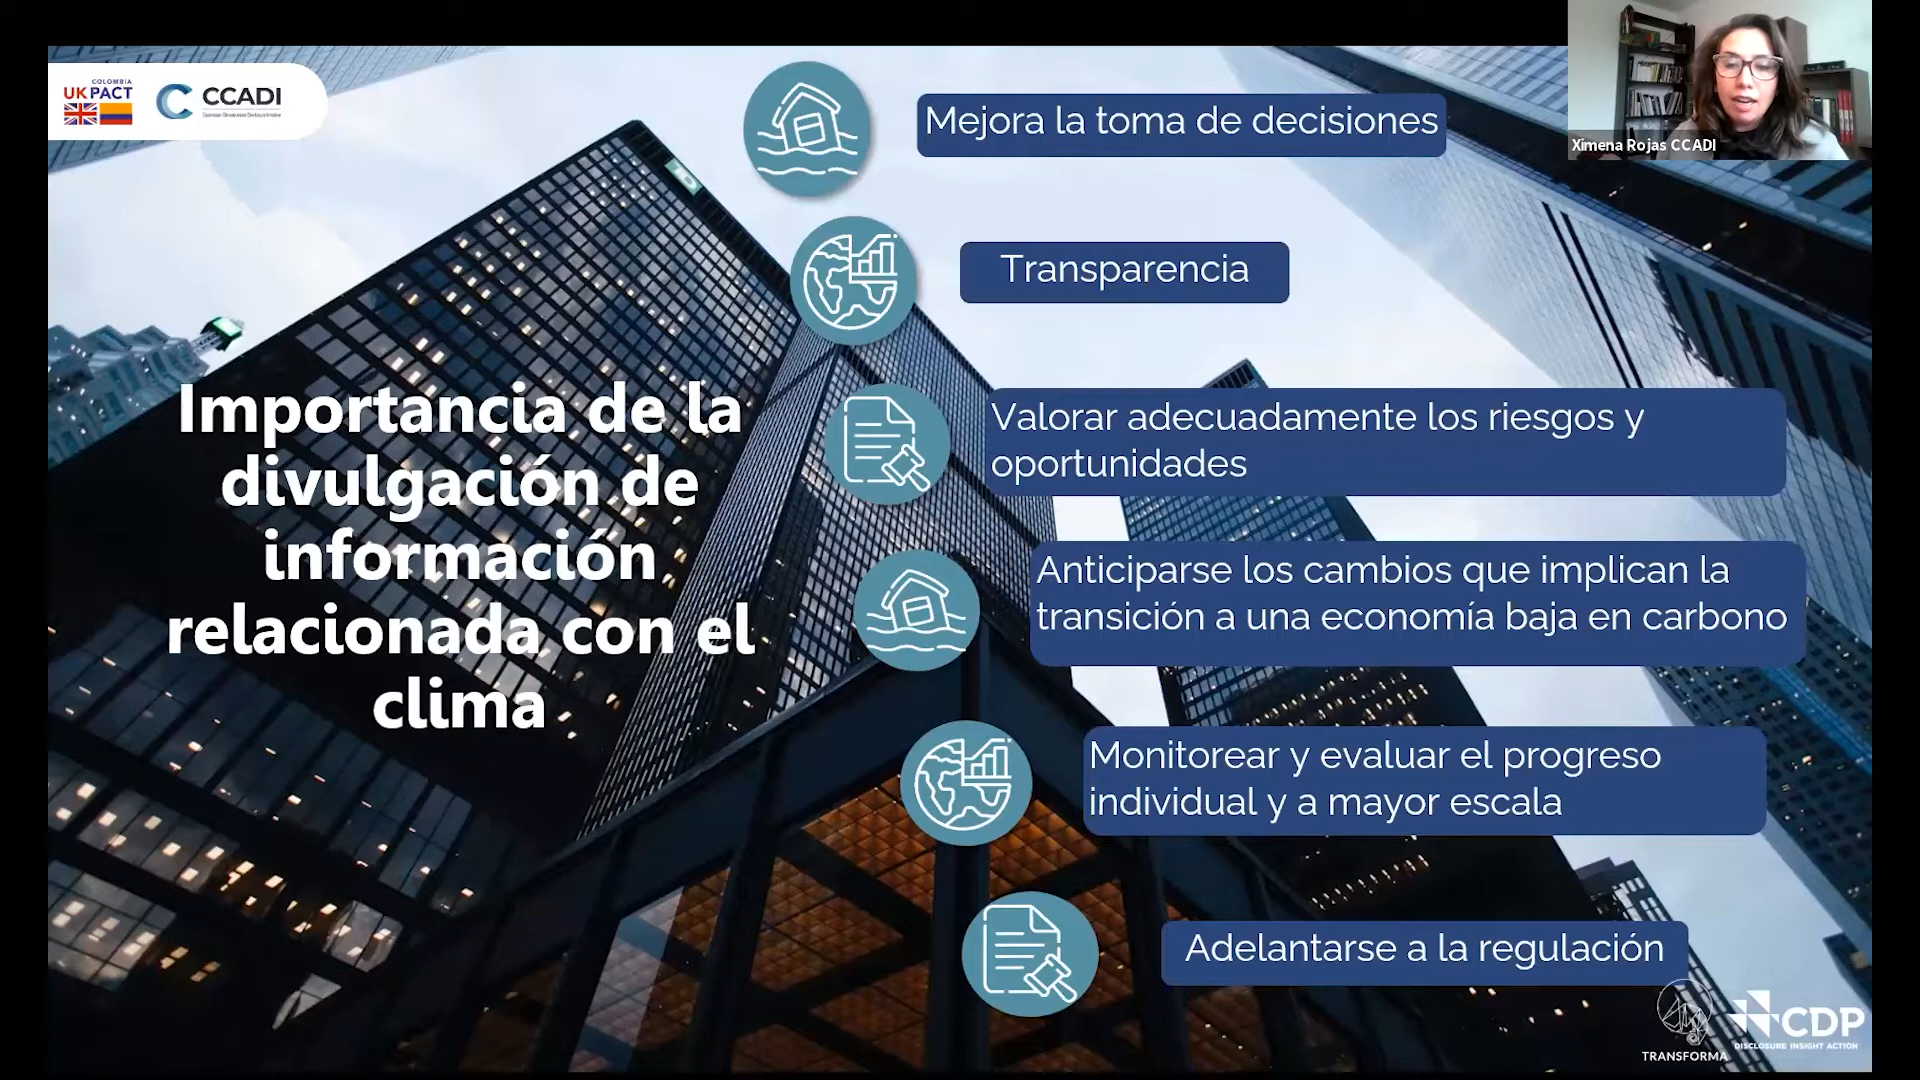 COLOMBIA
UK PACT
CCADI
Importancia de la
divulgación de
información
relacionada con el
clima
Mejora la toma de decisiones
Transparencia
Valorar adecuadamente los riesgos y
oportunidades
Anticiparse los cambios que implican la
transición a una economía baja en carbono
Monitorear y evaluar el progreso
individual y a mayor escala
Adelantarse a la regulación
Ximena Rojas CCADI
TRANSFORMA
CDP
DISCLOSURE INSIGHT ACTION